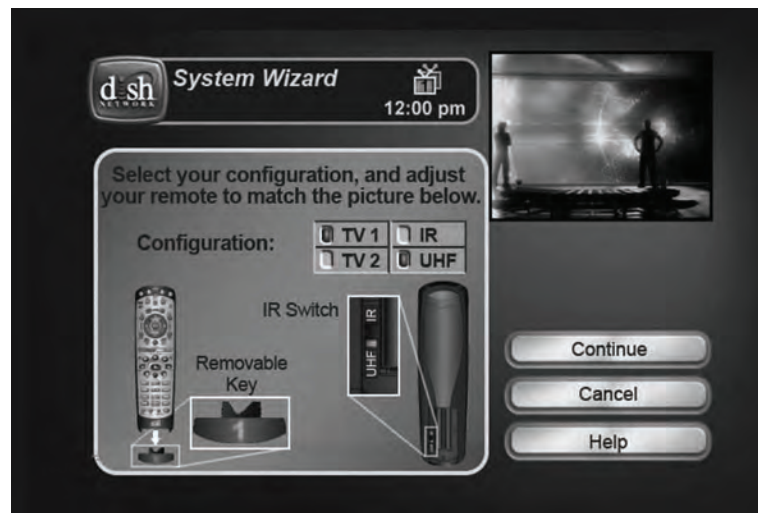 dish
NETWORK
System Wizard
1
12:00 pm
Select your configuration, and adjust
your remote to match the picture below.
Configuration:
TV 1
IR
TV 2
UHF
IR Switch
UHF IR
Removable
Key
1
Continue
Cancel
Help